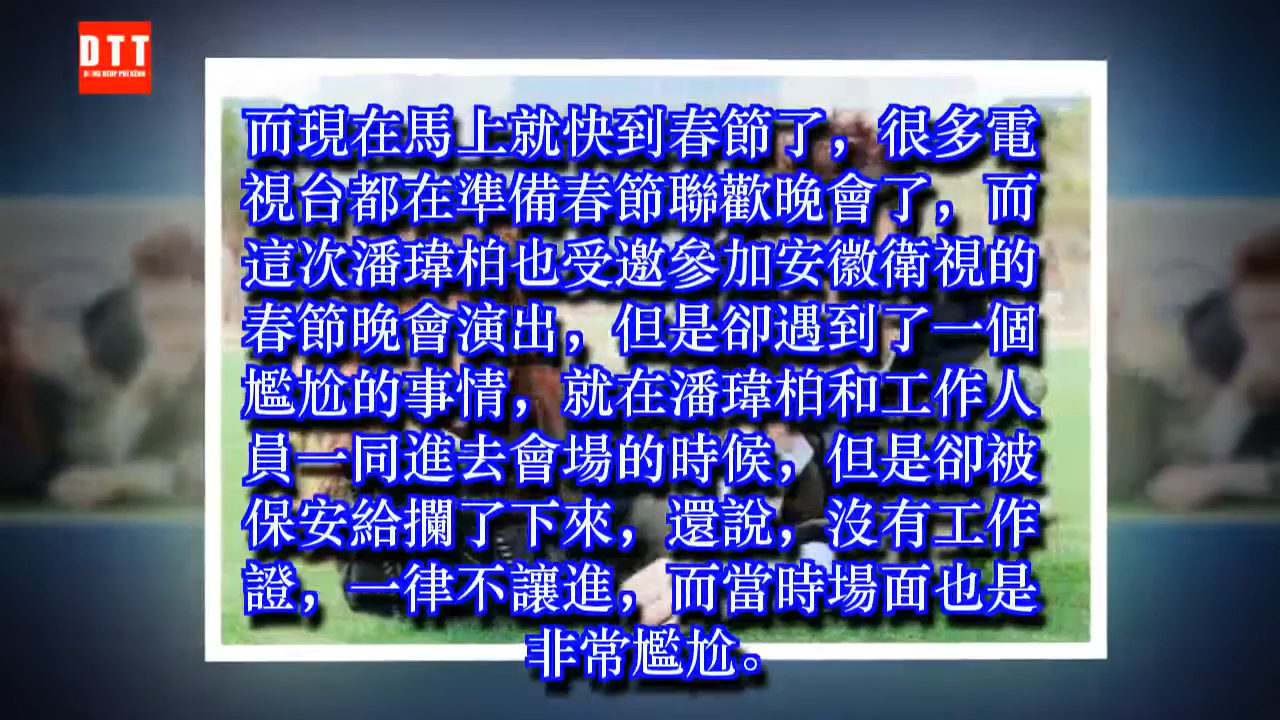 DTT
而現在馬上就快到春節了，很多電
視台都在準備春節聯歡晚會了，而
這次潘瑋柏也受邀參加安徽衛視的
春節晚會演出，但是卻遇到了一個
尷尬的事情，就在潘瑋柏和工作人
員一同進去會場的時候，但是卻被
保安給攔了下來，還說，沒有工作
證，一律不讓進，而當時場面也是
非常尷尬。